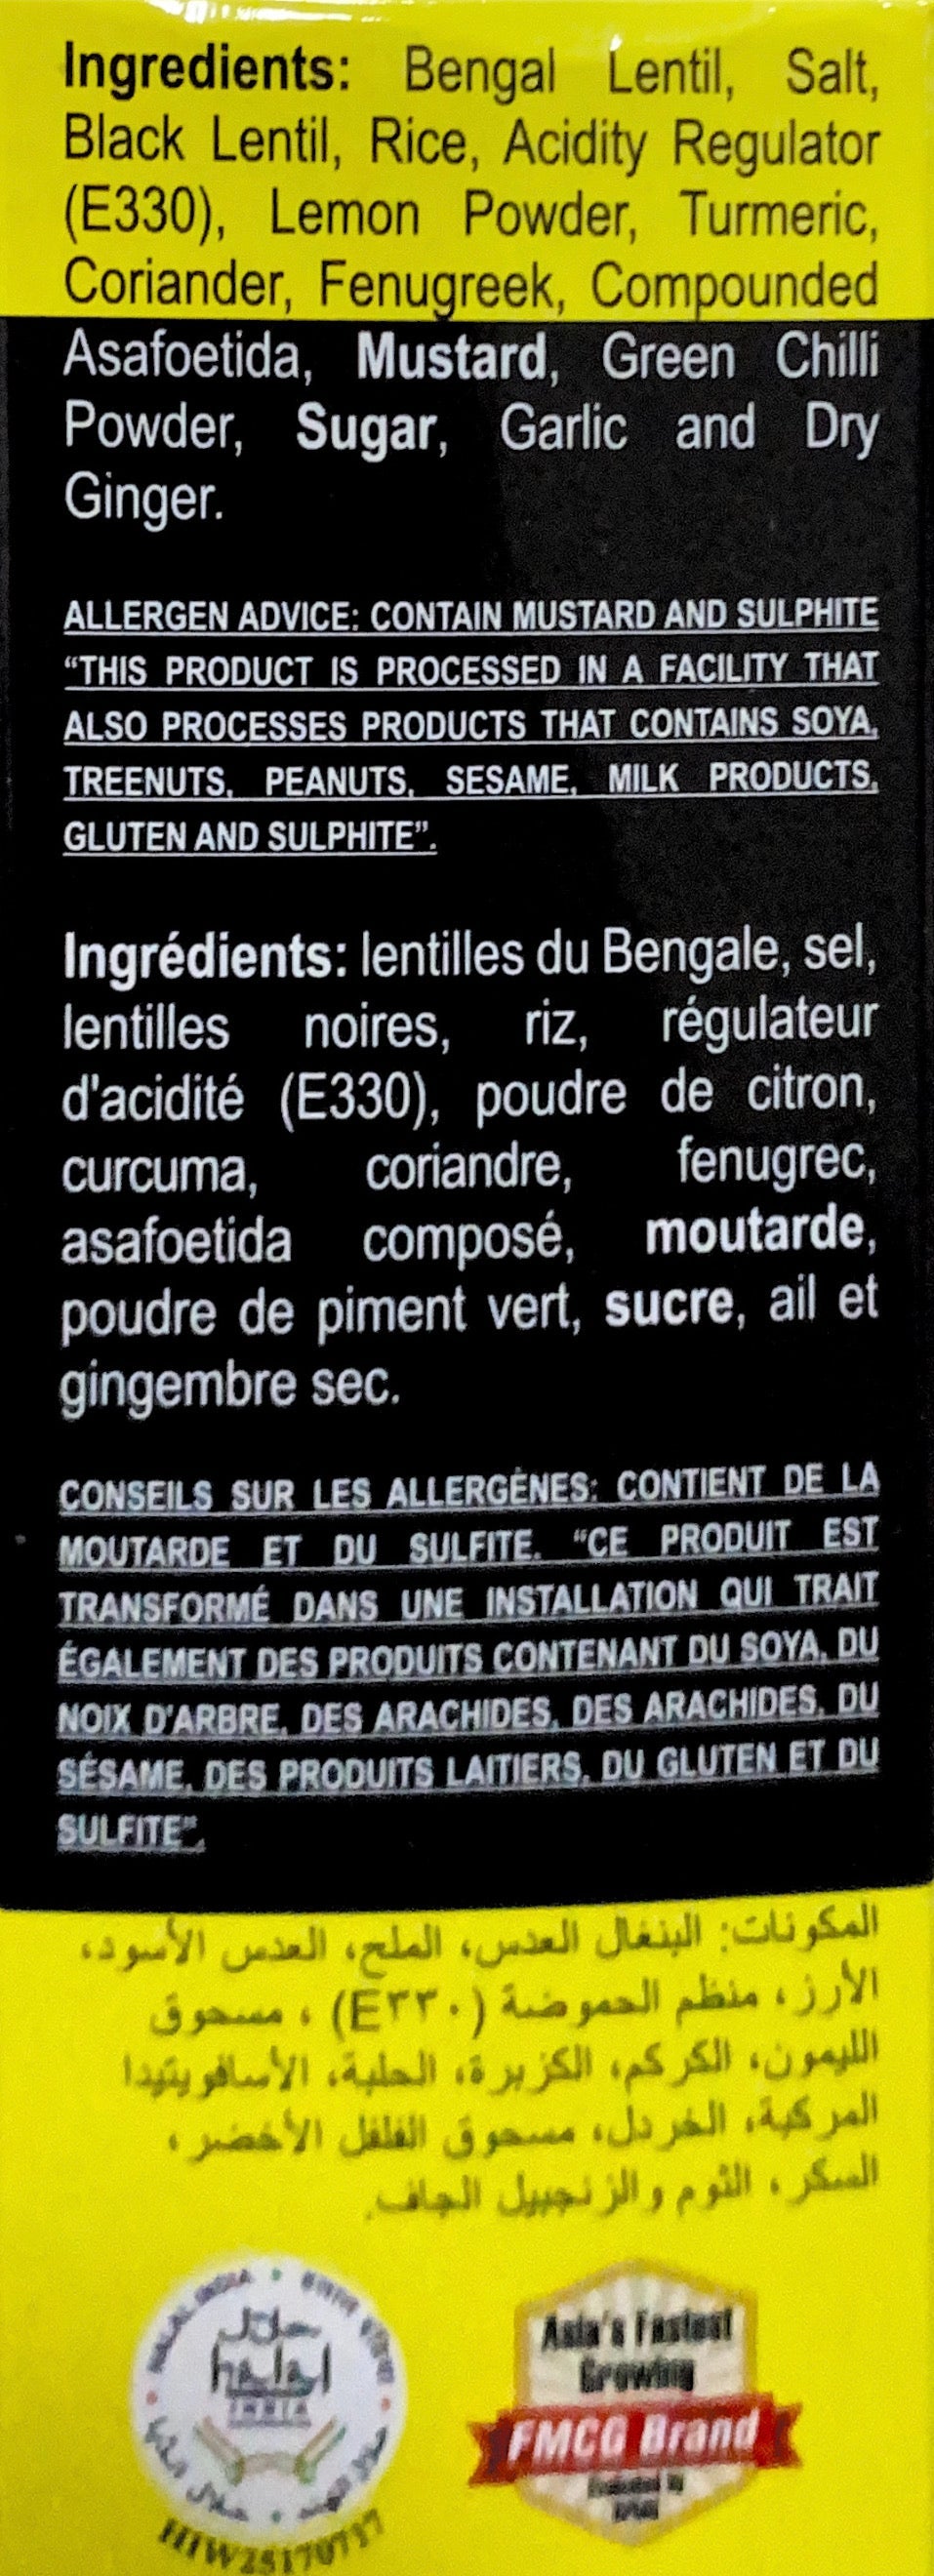 Ingredients: Bengal Lentil, Salt,
Black Lentil, Rice, Acidity Regulator
(E330), Lemon Powder, Turmeric,
Coriander, Fenugreek, Compounded
Asafoetida, Mustard, Green Chilli
Powder, Sugar, Garlic and Dry
Ginger.
ALLERGEN ADVICE: CONTAIN MUSTARD AND SULPHITE
“THIS PRODUCT IS PROCESSED IN A FACILITY THAT
ALSO PROCESSES PRODUCTS THAT CONTAINS SOYA,
TREENUTS, PEANUTS, SESAME, MILK PRODUCTS,
GLUTEN AND SULPHITE”.
Ingrédients: lentilles du Bengale, sel,
lentilles noires, riz, régulateur
d'acidité (E330), poudre de citron,
curcuma, coriandre, fenugrec,
asafoetida composé, moutarde,
poudre de piment vert, sucre, ail et
gingembre sec.
CONSEILS SUR LES ALLERGÈNES: CONTIENT DE LA
MOUTARDE ET DU SULFITE. “CE PRODUIT EST
TRANSFORMÉ DANS UNE INSTALLATION QUI TRAIT
ÉGALEMENT DES PRODUITS CONTENANT DU SOYA, DU
NOIX D'ARBRE, DES ARACHIDES, DES ARACHIDES, DU
SÉSAME, DES PRODUITS LAITIERS, DU GLUTEN ET DU
SULFITE”.
المكونات: البنغال العدس، الملح، العدس الأسود،
الأرز، منظم الحموضة (E٣٣٠) ، مسحوق
الليمون، الكركم، الكزبرة، الحلبة، الأسافويتيدا
المركبة، الخردل، مسحوق الفلفل الأخضر،
السكر، الثوم والزنجبيل الجاف.
HALAL INDIA
حلال
halal
INDIA
حلال الهند
HIW25170717
Asia's Fastest
Growing
FMCG Brand